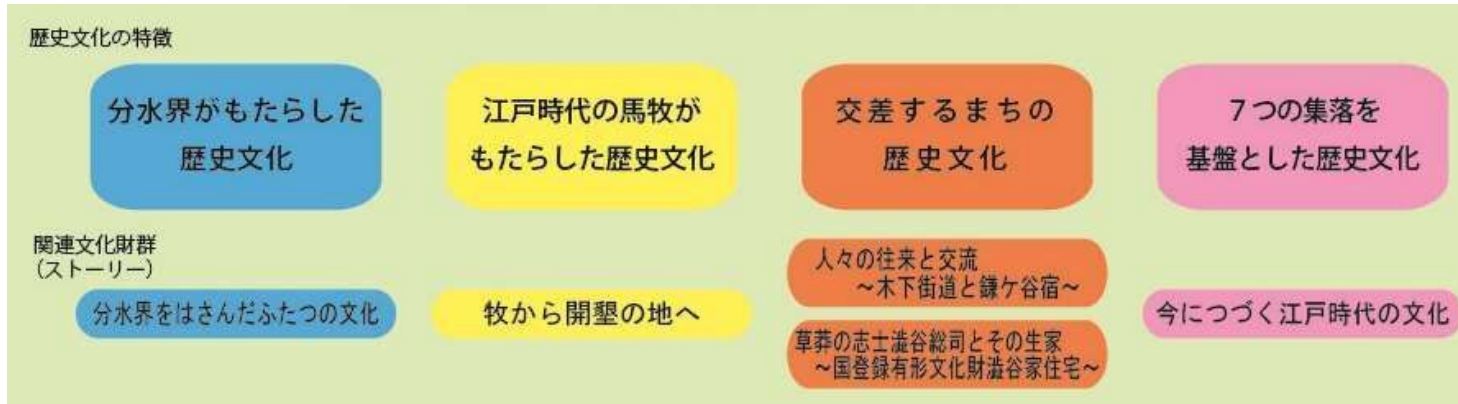 歴史文化の特徴
分水界がもたらした
歴史文化
江戸時代の馬牧が
もたらした歴史文化
交差するまちの
歴史文化
７つの集落を
基盤とした歴史文化
関連文化財群
（ストーリー）
分水界をはさんだふたつの文化
牧から開墾の地へ
人々の往来と交流
～木下街道と鎌ケ谷宿～
草莽の志士澁谷総司とその生家
～国登録有形文化財澁谷家住宅～
今につづく江戸時代の文化